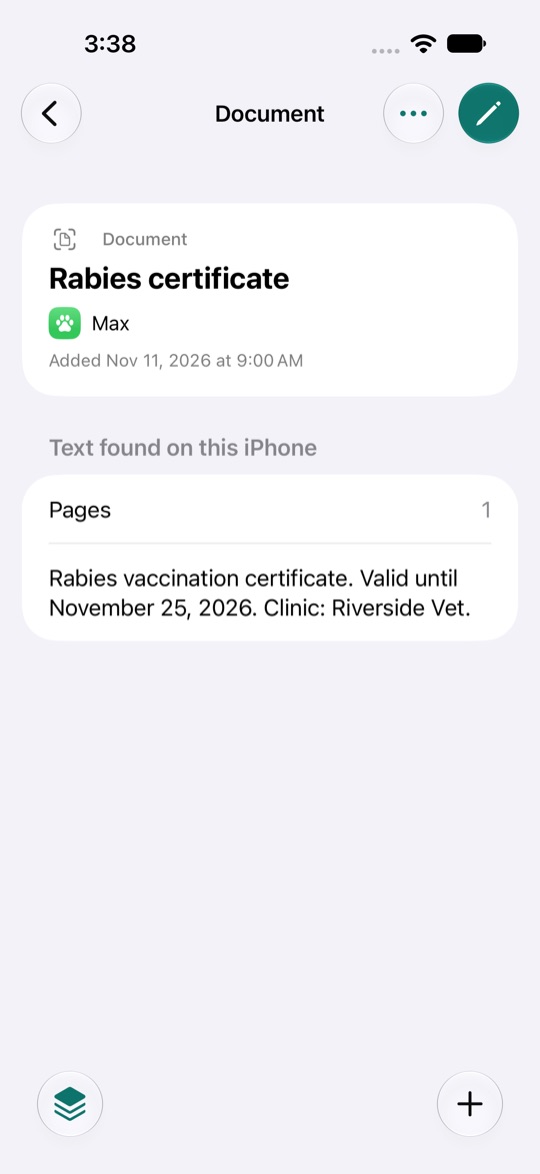 3:38
Document
Document
Rabies certificate
Max
Added Nov 11, 2026 at 9:00 AM
Text found on this iPhone
Pages
1
Rabies vaccination certificate. Valid until
November 25, 2026. Clinic: Riverside Vet.